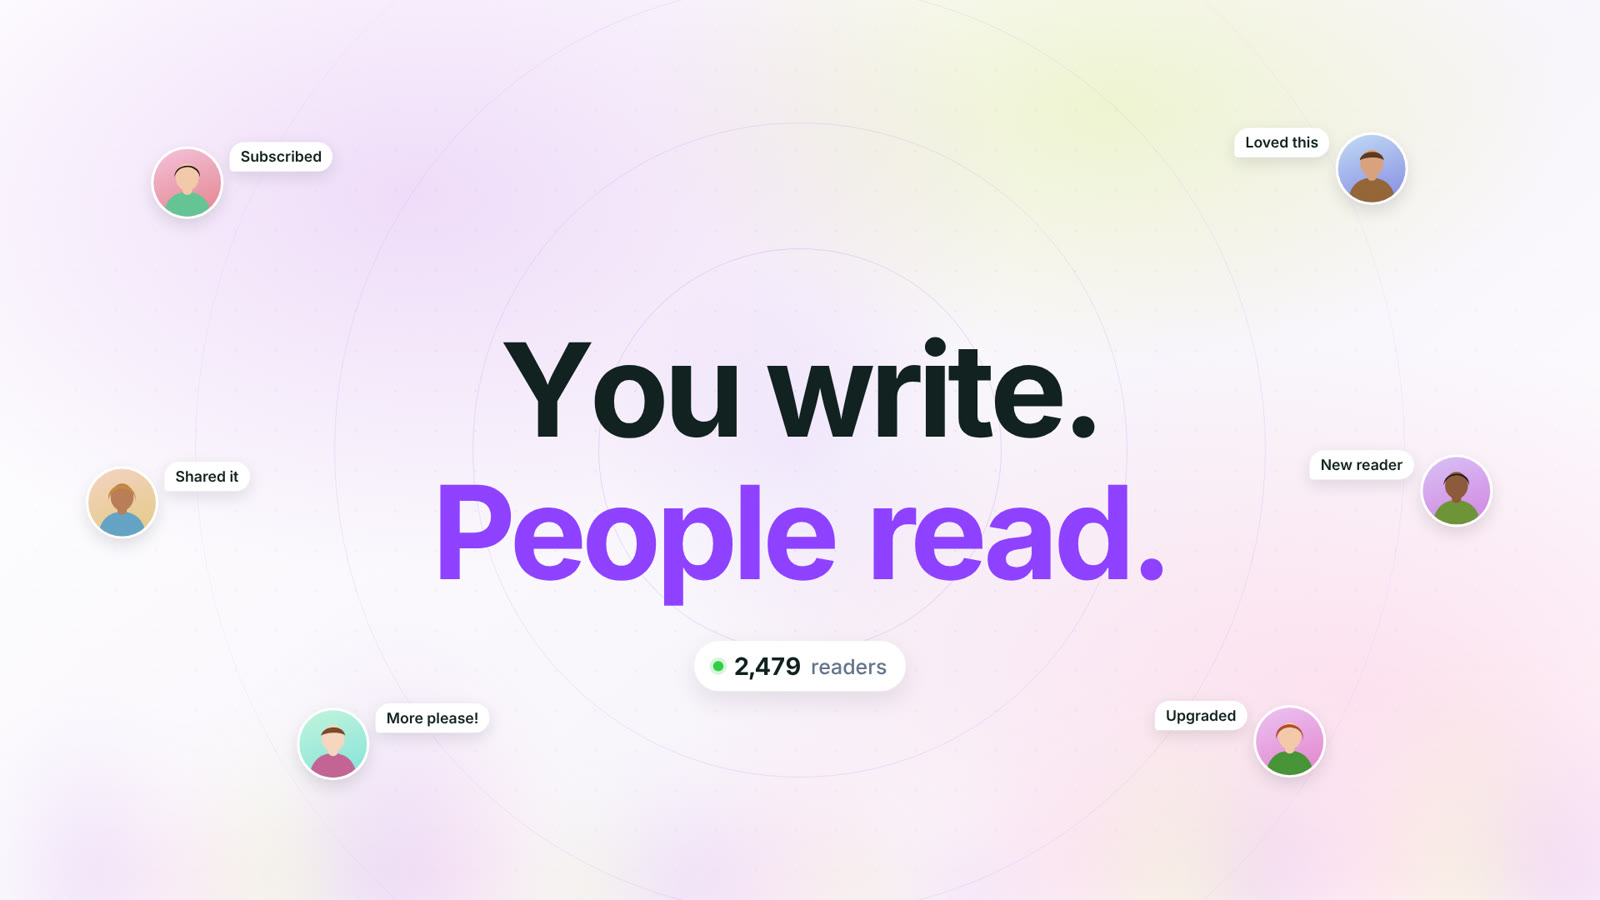 Subscribed
Loved this
You write.
People read.
Shared it
New reader
2,479 readers
More please!
Upgraded